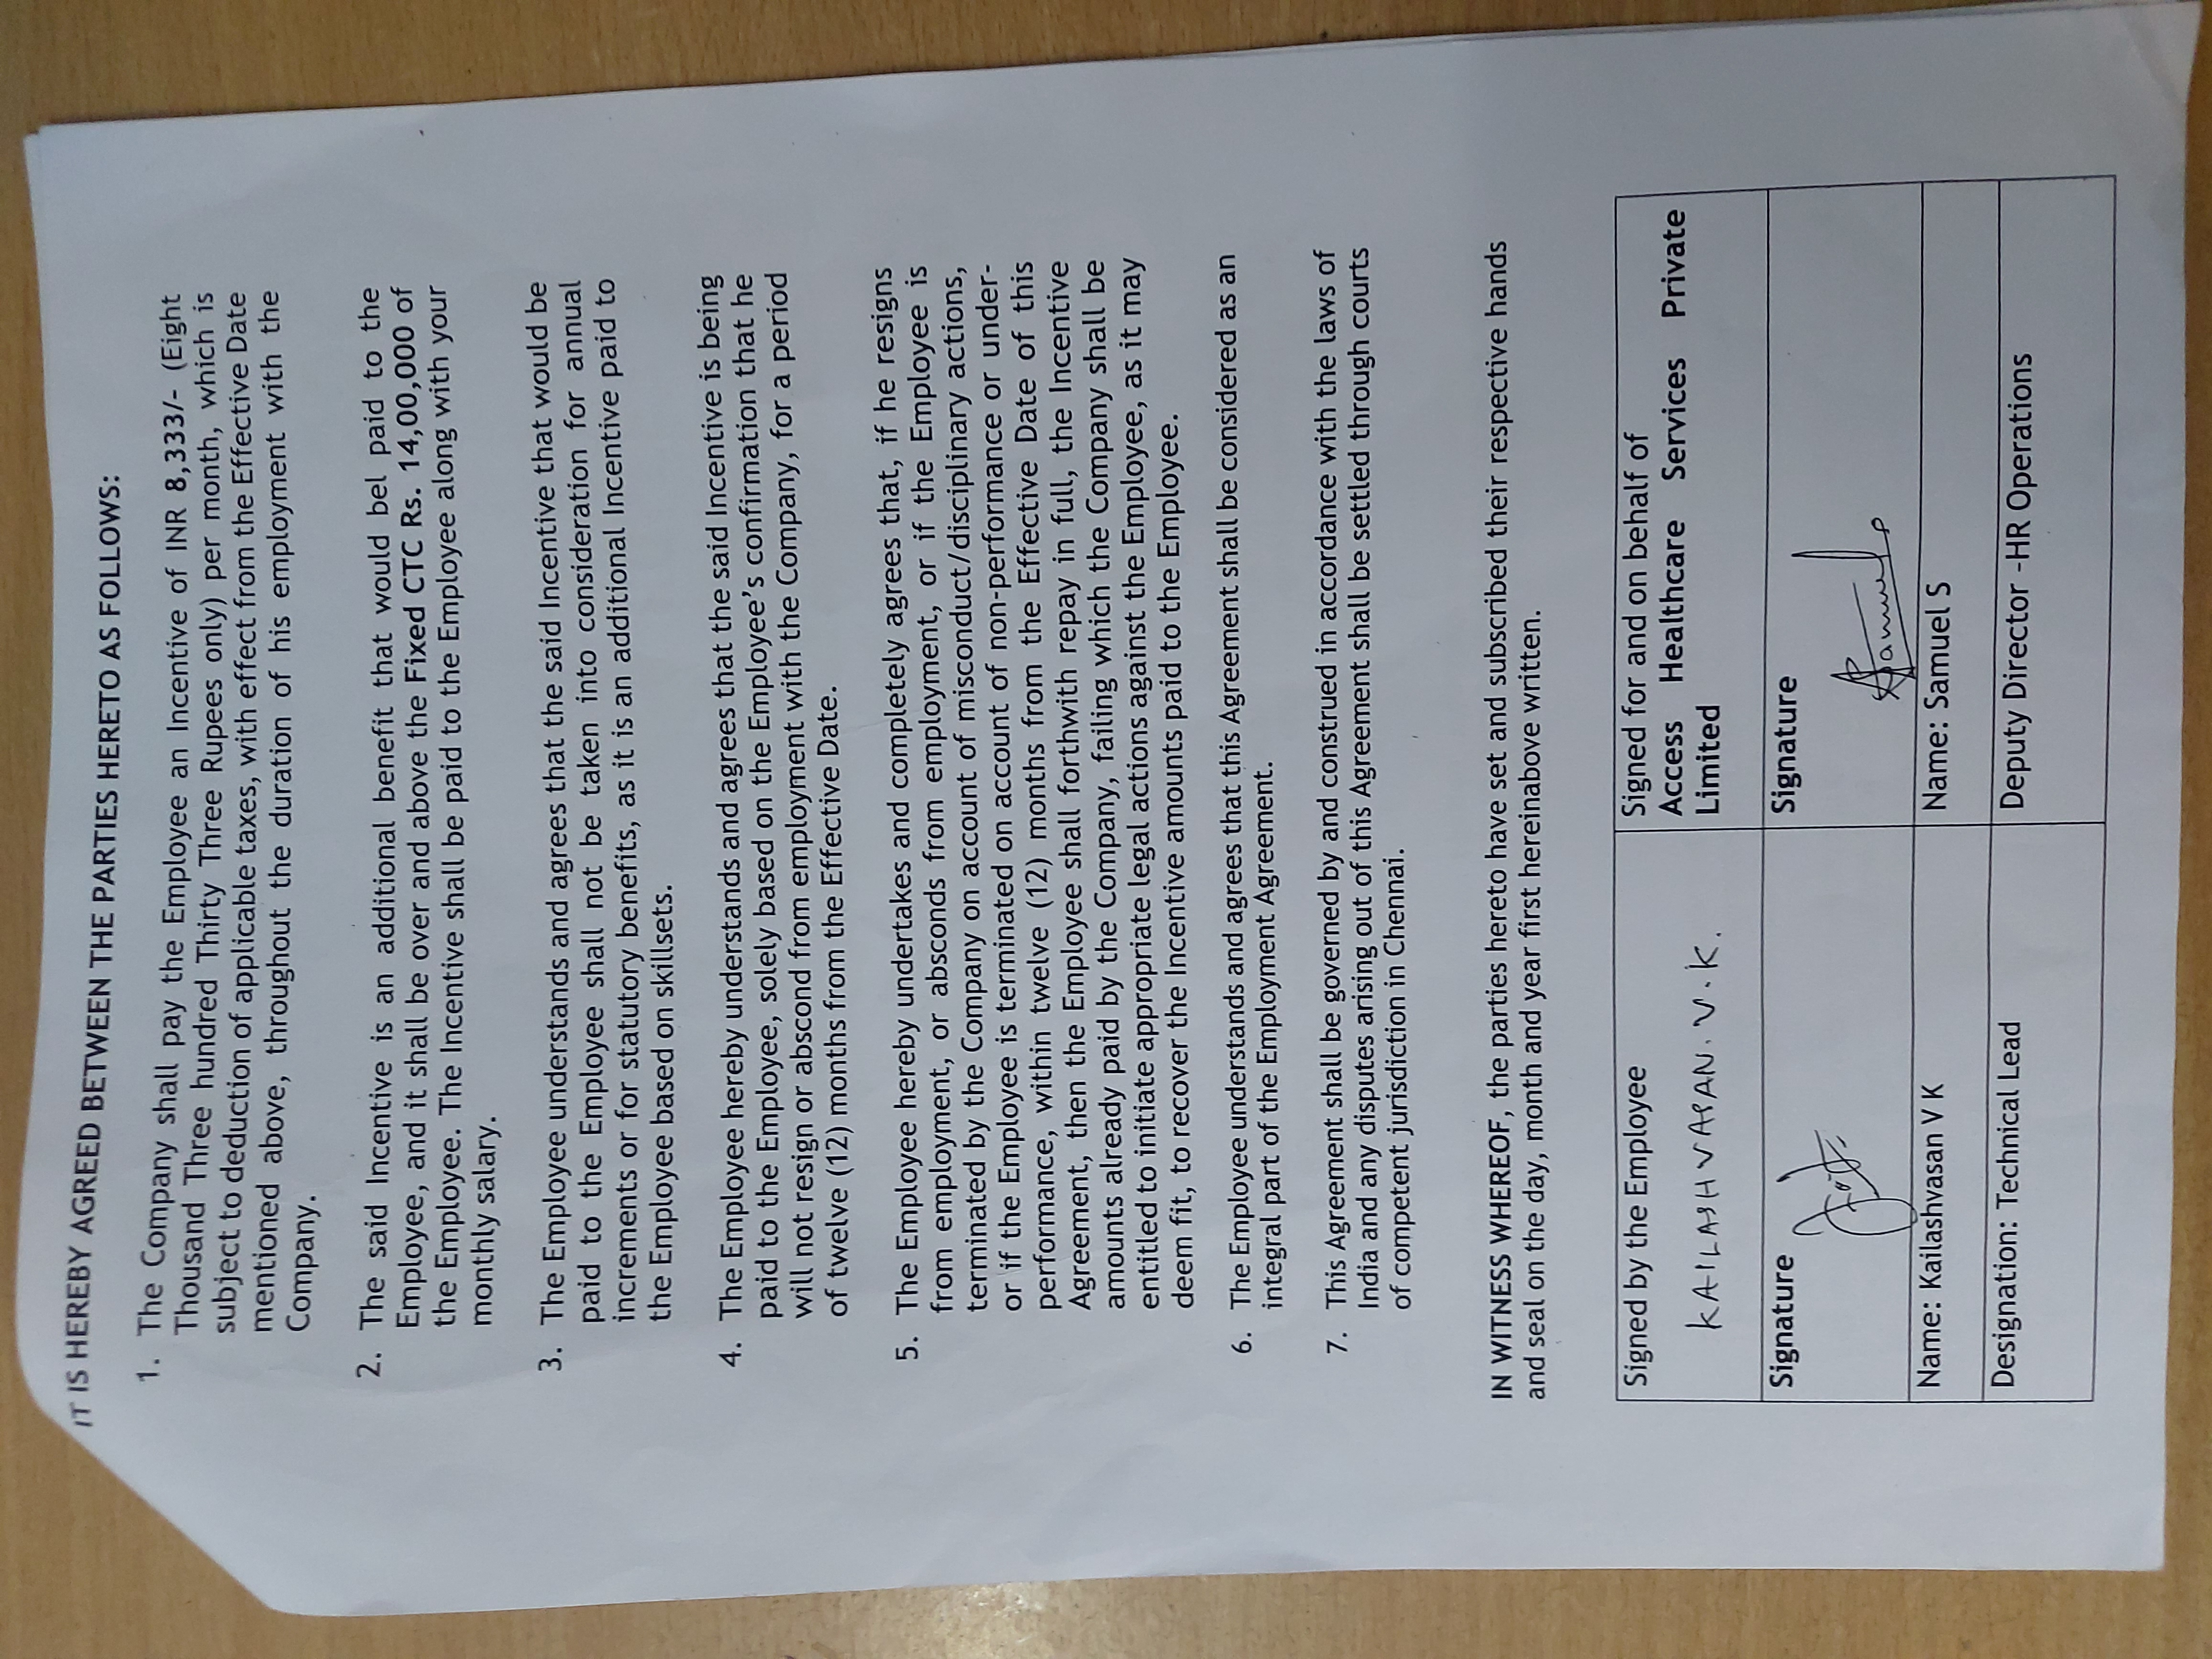 IT IS HEREBY AGREED BETWEEN THE PARTIES HERETO AS FOLLOWS:
1. The Company shall pay the Employee an Incentive of INR 8,333/- (Eight
Thousand Three hundred Thirty Three Rupees only) per month, which is
subject to deduction of applicable taxes, with effect from the Effective Date
mentioned above, throughout the duration of his employment with the
Company.
2. The said Incentive is an additional benefit that would bel paid to the
Employee, and it shall be over and above the Fixed CTC Rs. 14,00,000 of
the Employee. The Incentive shall be paid to the Employee along with your
monthly salary.
3. The Employee understands and agrees that the said Incentive that would be
paid to the Employee shall not be taken into consideration for annual
increments or for statutory benefits, as it is an additional Incentive paid to
the Employee based on skillsets.
4. The Employee hereby understands and agrees that the said Incentive is being
paid to the Employee, solely based on the Employee's confirmation that he
will not resign or abscond from employment with the Company, for a period
of twelve (12) months from the Effective Date.
5. The Employee hereby undertakes and completely agrees that, if he resigns
from employment, or absconds from employment, or if the Employee is
terminated by the Company on account of misconduct/disciplinary actions,
or if the Employee is terminated on account of non-performance or under-
performance, within twelve (12) months from the Effective Date of this
Agreement, then the Employee shall forthwith repay in full, the Incentive
amounts already paid by the Company, failing which the Company shall be
entitled to initiate appropriate legal actions against the Employee, as it may
deem fit, to recover the Incentive amounts paid to the Employee.
6. The Employee understands and agrees that this Agreement shall be considered as an
integral part of the Employment Agreement.
7. This Agreement shall be governed by and construed in accordance with the laws of
India and any disputes arising out of this Agreement shall be settled through courts
of competent jurisdiction in Chennai.
IN WITNESS WHEREOF, the parties hereto have set and subscribed their respective hands
and seal on the day, month and year first hereinabove written.
Signed by the Employee
KAILASHVASAN. V. K.
Signed for and on behalf of
Access Healthcare Services Private
Limited
Signature
Signature
Samuel
Name: Kailashvasan V K
Name: Samuel S
Designation: Technical Lead
Deputy Director -HR Operations